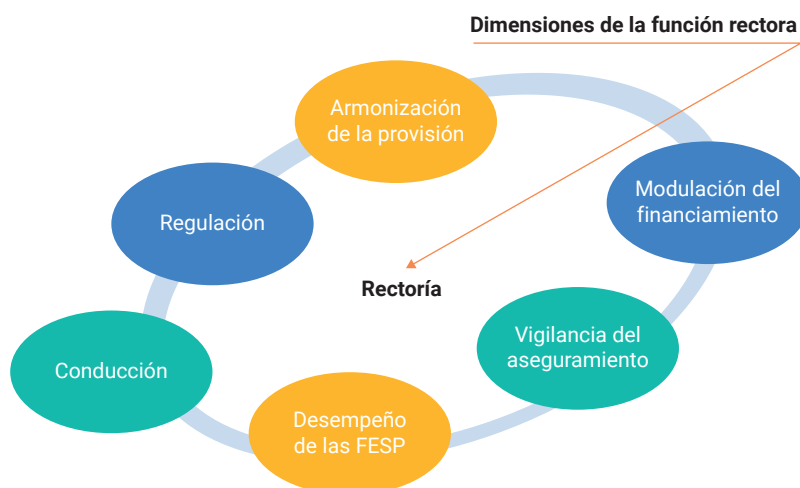 Dimensiones de la función rectora
Armonización
de la provisión
Modulación del
financiamiento
Regulación
Rectoría
Vigilancia del
aseguramiento
Conducción
Desempeño
de las FESP